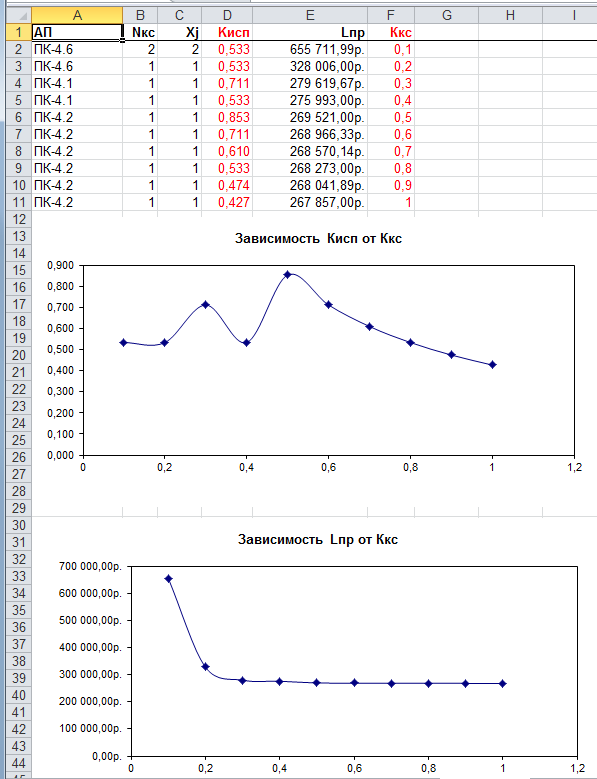 A B C D E F G H I
1 АП Nкс Xj Кисп Lпр Ккс
2 ПК-4.6 2 2 0,533 655 711,99р. 0,1
3 ПК-4.6 1 1 0,533 328 006,00р. 0,2
4 ПК-4.1 1 1 0,711 279 619,67р. 0,3
5 ПК-4.1 1 1 0,533 275 993,00р. 0,4
6 ПК-4.2 1 1 0,853 269 521,00р. 0,5
7 ПК-4.2 1 1 0,711 268 966,33р. 0,6
8 ПК-4.2 1 1 0,610 268 570,14р. 0,7
9 ПК-4.2 1 1 0,533 268 273,00р. 0,8
10 ПК-4.2 1 1 0,474 268 041,89р. 0,9
11 ПК-4.2 1 1 0,427 267 857,00р. 1
12
13 Зависимость Кисп от Ккс
14
15 0,900
16 0,800
17 0,700
18 0,600
19 0,500
20 0,400
21 0,300
22 0,200
23 0,100
24 0,000
25
26
27 0 0,2 0,4 0,6 0,8 1 1,2
28
29
30
31 Зависимость Lпр от Ккс
32
33 700 000,00р.
34 600 000,00р.
35 500 000,00р.
36 400 000,00р.
37 300 000,00р.
38 200 000,00р.
39 100 000,00р.
40 0,00р.
41
42
43
44 0 0,2 0,4 0,6 0,8 1 1,2